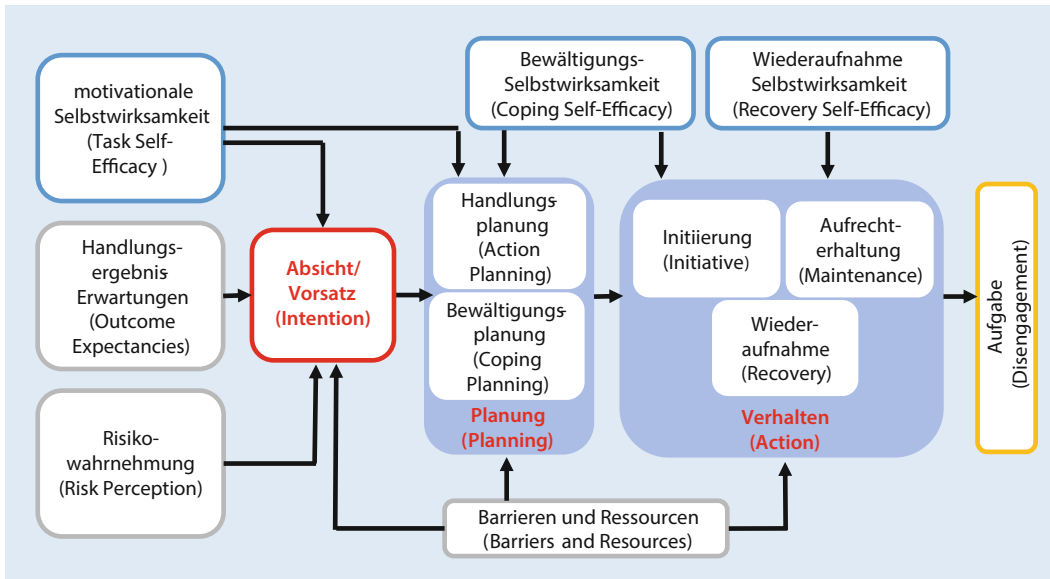 motivationale
Selbstwirksamkeit
(Task Self-
Efficacy )
Handlungs-
ergebnis-
Erwartungen
(Outcome
Expectancies)
Risiko-
wahrnehmung
(Risk Perception)
Absicht/
Vorsatz
(Intention)
Bewältigungs-
Selbstwirksamkeit
(Coping Self-Efficacy)
Wiederaufnahme
Selbstwirksamkeit
(Recovery Self-Efficacy)
Handlungs-
planung
(Action
Planning)
Bewältigungs-
planung
(Coping
Planning)
Planung
(Planning)
Initiierung
(Initiative)
Aufrecht-
erhaltung
(Maintenance)
Wieder-
aufnahme
(Recovery)
Verhalten
(Action)
Aufgabe
(Disengagement)
Barrieren und Ressourcen
(Barriers and Resources)